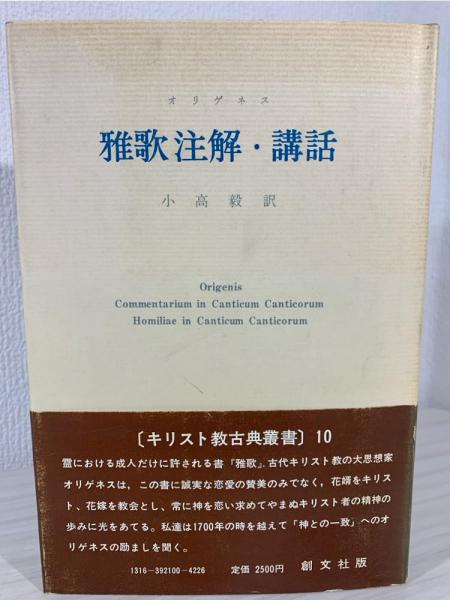 オリゲネス
雅歌注解・講話
小高毅訳
Origenis
Commentarium in Canticum Canticorum
Homiliae in Canticum Canticorum
〔キリスト教古典叢書〕10
霊における成人だけに許される書「雅歌」。古代キリスト教の大思想家
オリゲネスは，この書に誠実な恋愛の賛美のみでなく，花婿をキリス
ト、花嫁を教会とし、常に神を恋い求めてやまぬキリスト者の精神の
歩みに光をあてる。私達は1700年の時を越えて「神との一致」へのオ
リゲネスの励ましを聞く。
1316-392100-4226 定価 2500円 創文社版